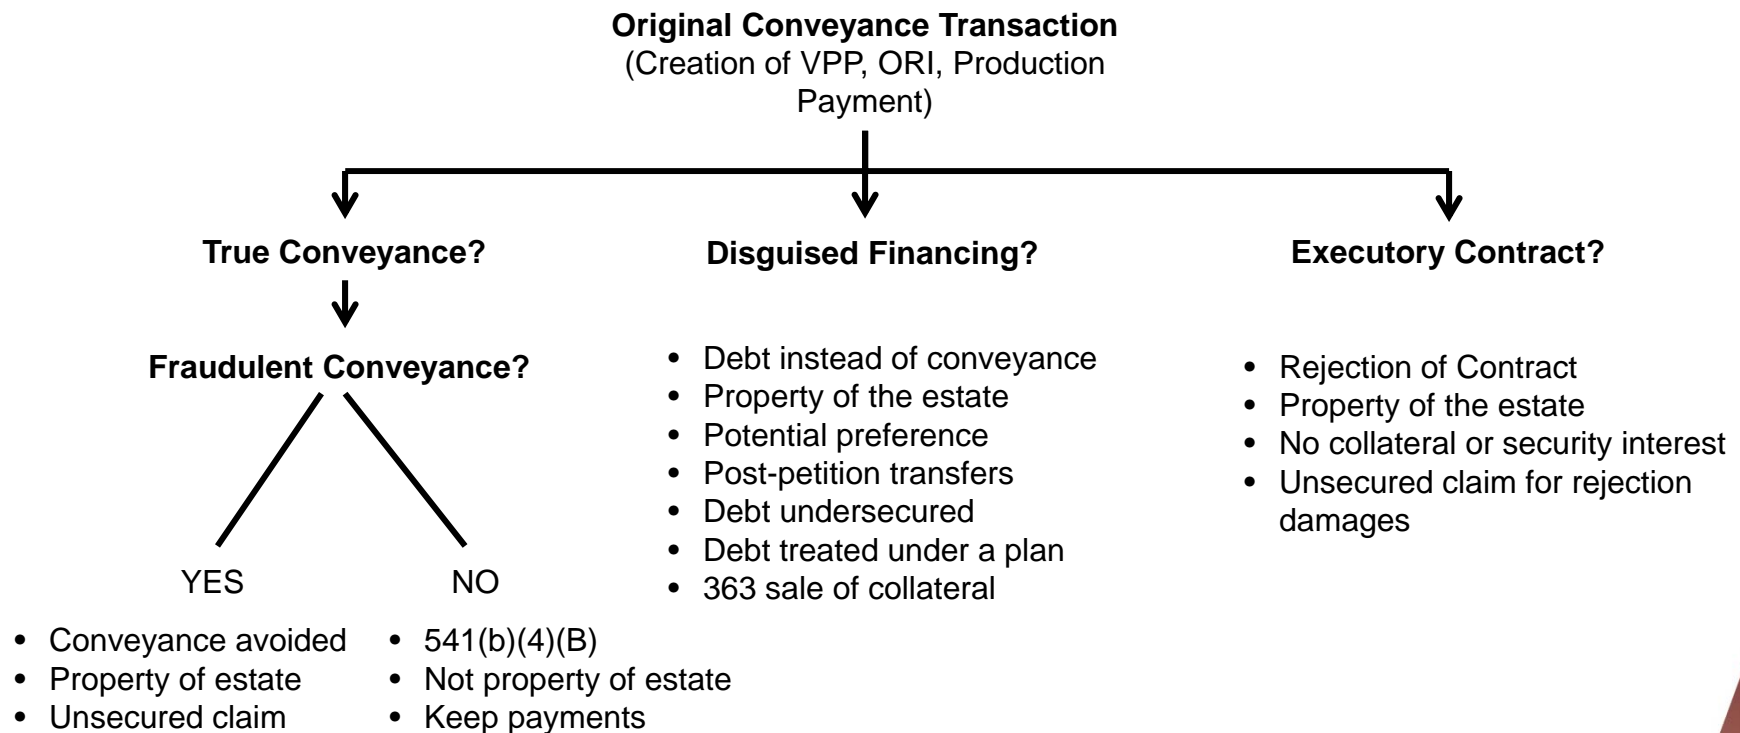 Original Conveyance Transaction
(Creation of VPP, ORI, Production
Payment)
True Conveyance?
Fraudulent Conveyance?
YES
• Conveyance avoided
• Property of estate
• Unsecured claim
NO
• 541(b)(4)(B)
• Not property of estate
• Keep payments
Disguised Financing?
• Debt instead of conveyance
• Property of the estate
• Potential preference
• Post-petition transfers
• Debt undersecured
• Debt treated under a plan
• 363 sale of collateral
Executory Contract?
• Rejection of Contract
• Property of the estate
• No collateral or security interest
• Unsecured claim for rejection
damages